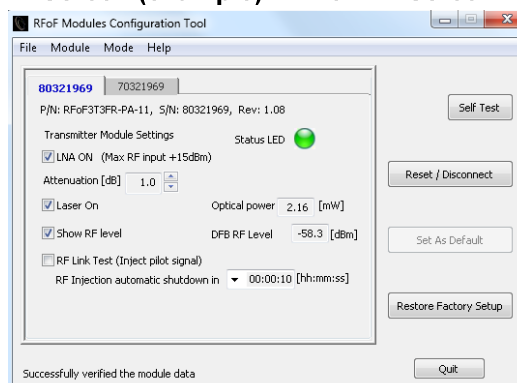 RFoF Modules Configuration Tool
File Module Mode Help
80321969 70321969
P/N: RFoF3T3FR-PA-11, S/N: 80321969, Rev: 1.08
Self Test
Transmitter Module Settings Status LED
LNA ON (Max RF input +15dBm)
Attenuation [dB] 1.0
Reset / Disconnect
Laser On Optical power 2.16 [mW]
Show RF level DFB RF Level -58.3 [dBm]
Set As Default
RF Link Test (Inject pilot signal)
RF Injection automatic shutdown in 00:00:10 [hh:mm:ss]
Restore Factory Setup
Successfully verified the module data
Quit